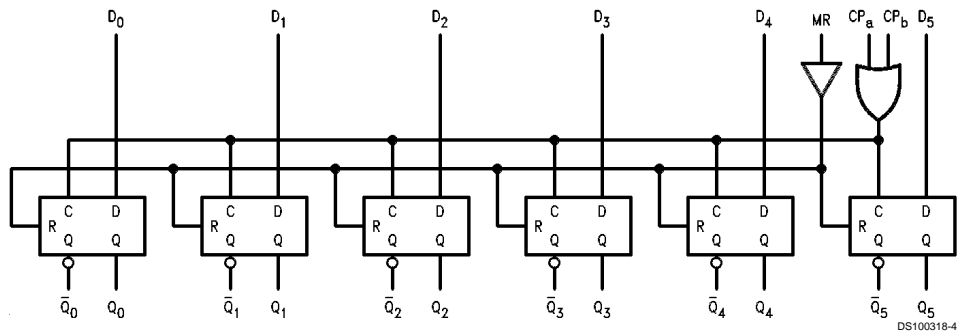 D₀ D₁ D₂ D₃ D₄ MR CPₐ CP_b D₅
C D C D C D C D C D C D
R R R R R R
Q Q Q Q Q Q Q Q Q Q Q Q
Q̅₀ Q₀ Q̅₁ Q₁ Q̅₂ Q₂ Q̅₃ Q₃ Q̅₄ Q₄ Q̅₅ Q₅
DS100318-4